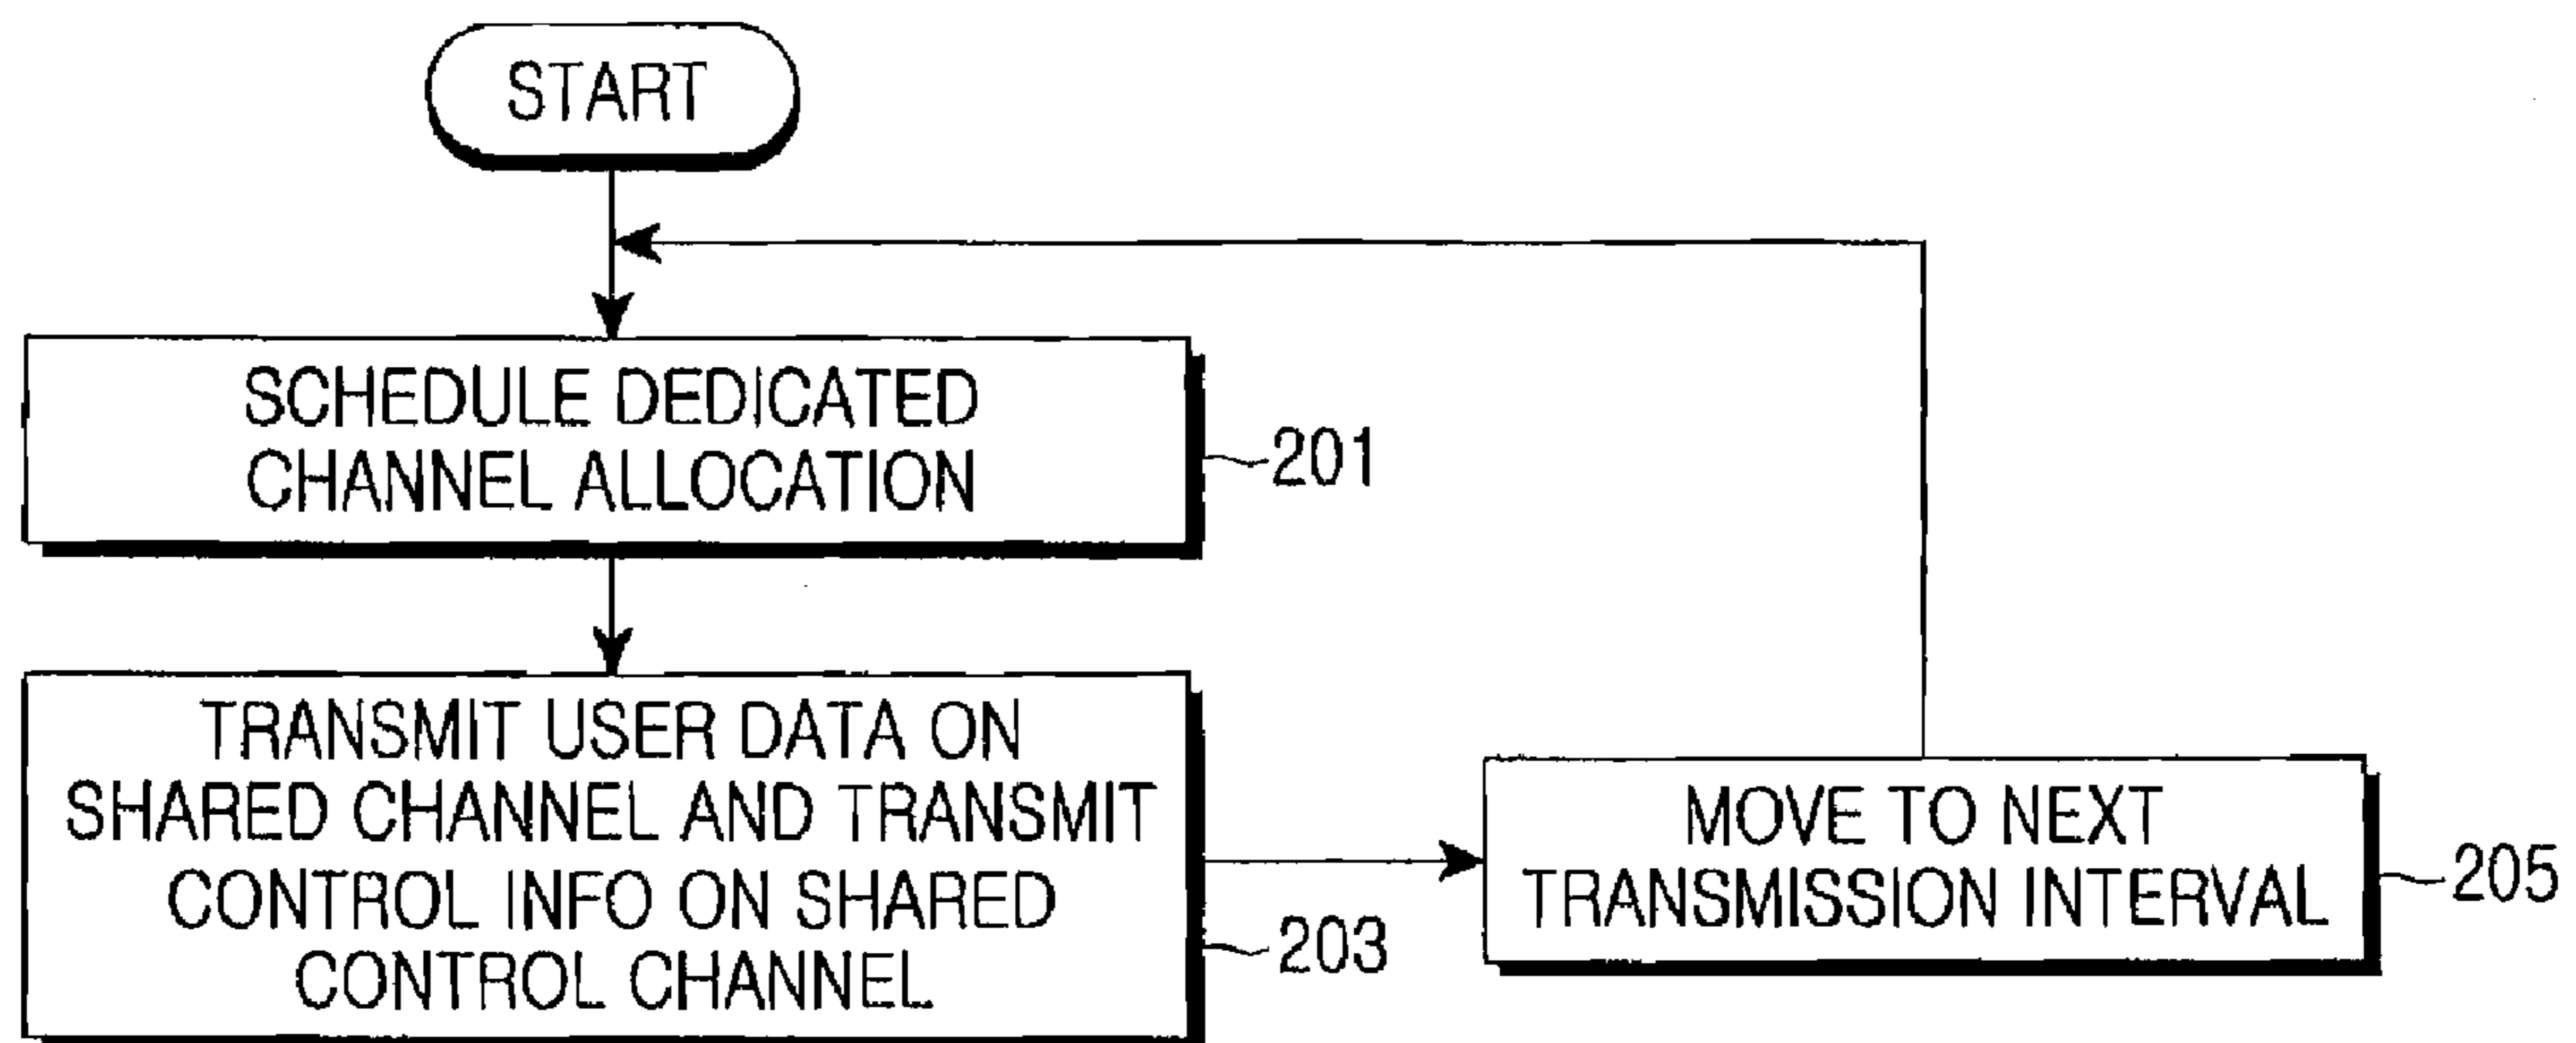 START
SCHEDULE DEDICATED
CHANNEL ALLOCATION
201
TRANSMIT USER DATA ON
SHARED CHANNEL AND TRANSMIT
CONTROL INFO ON SHARED
CONTROL CHANNEL
203
MOVE TO NEXT
TRANSMISSION INTERVAL
205